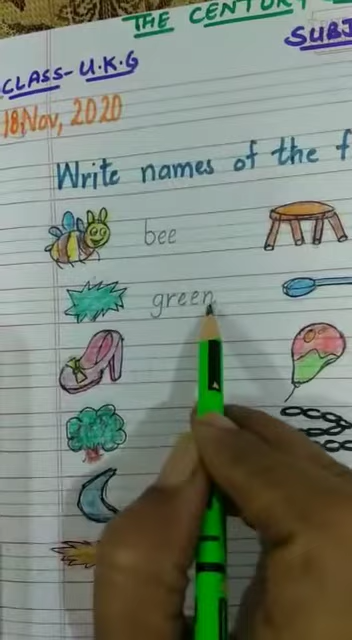 THE CENTURY
SUBJ
CLASS-U.K.G
18,Nov, 2020
Write names of the f
bee
green